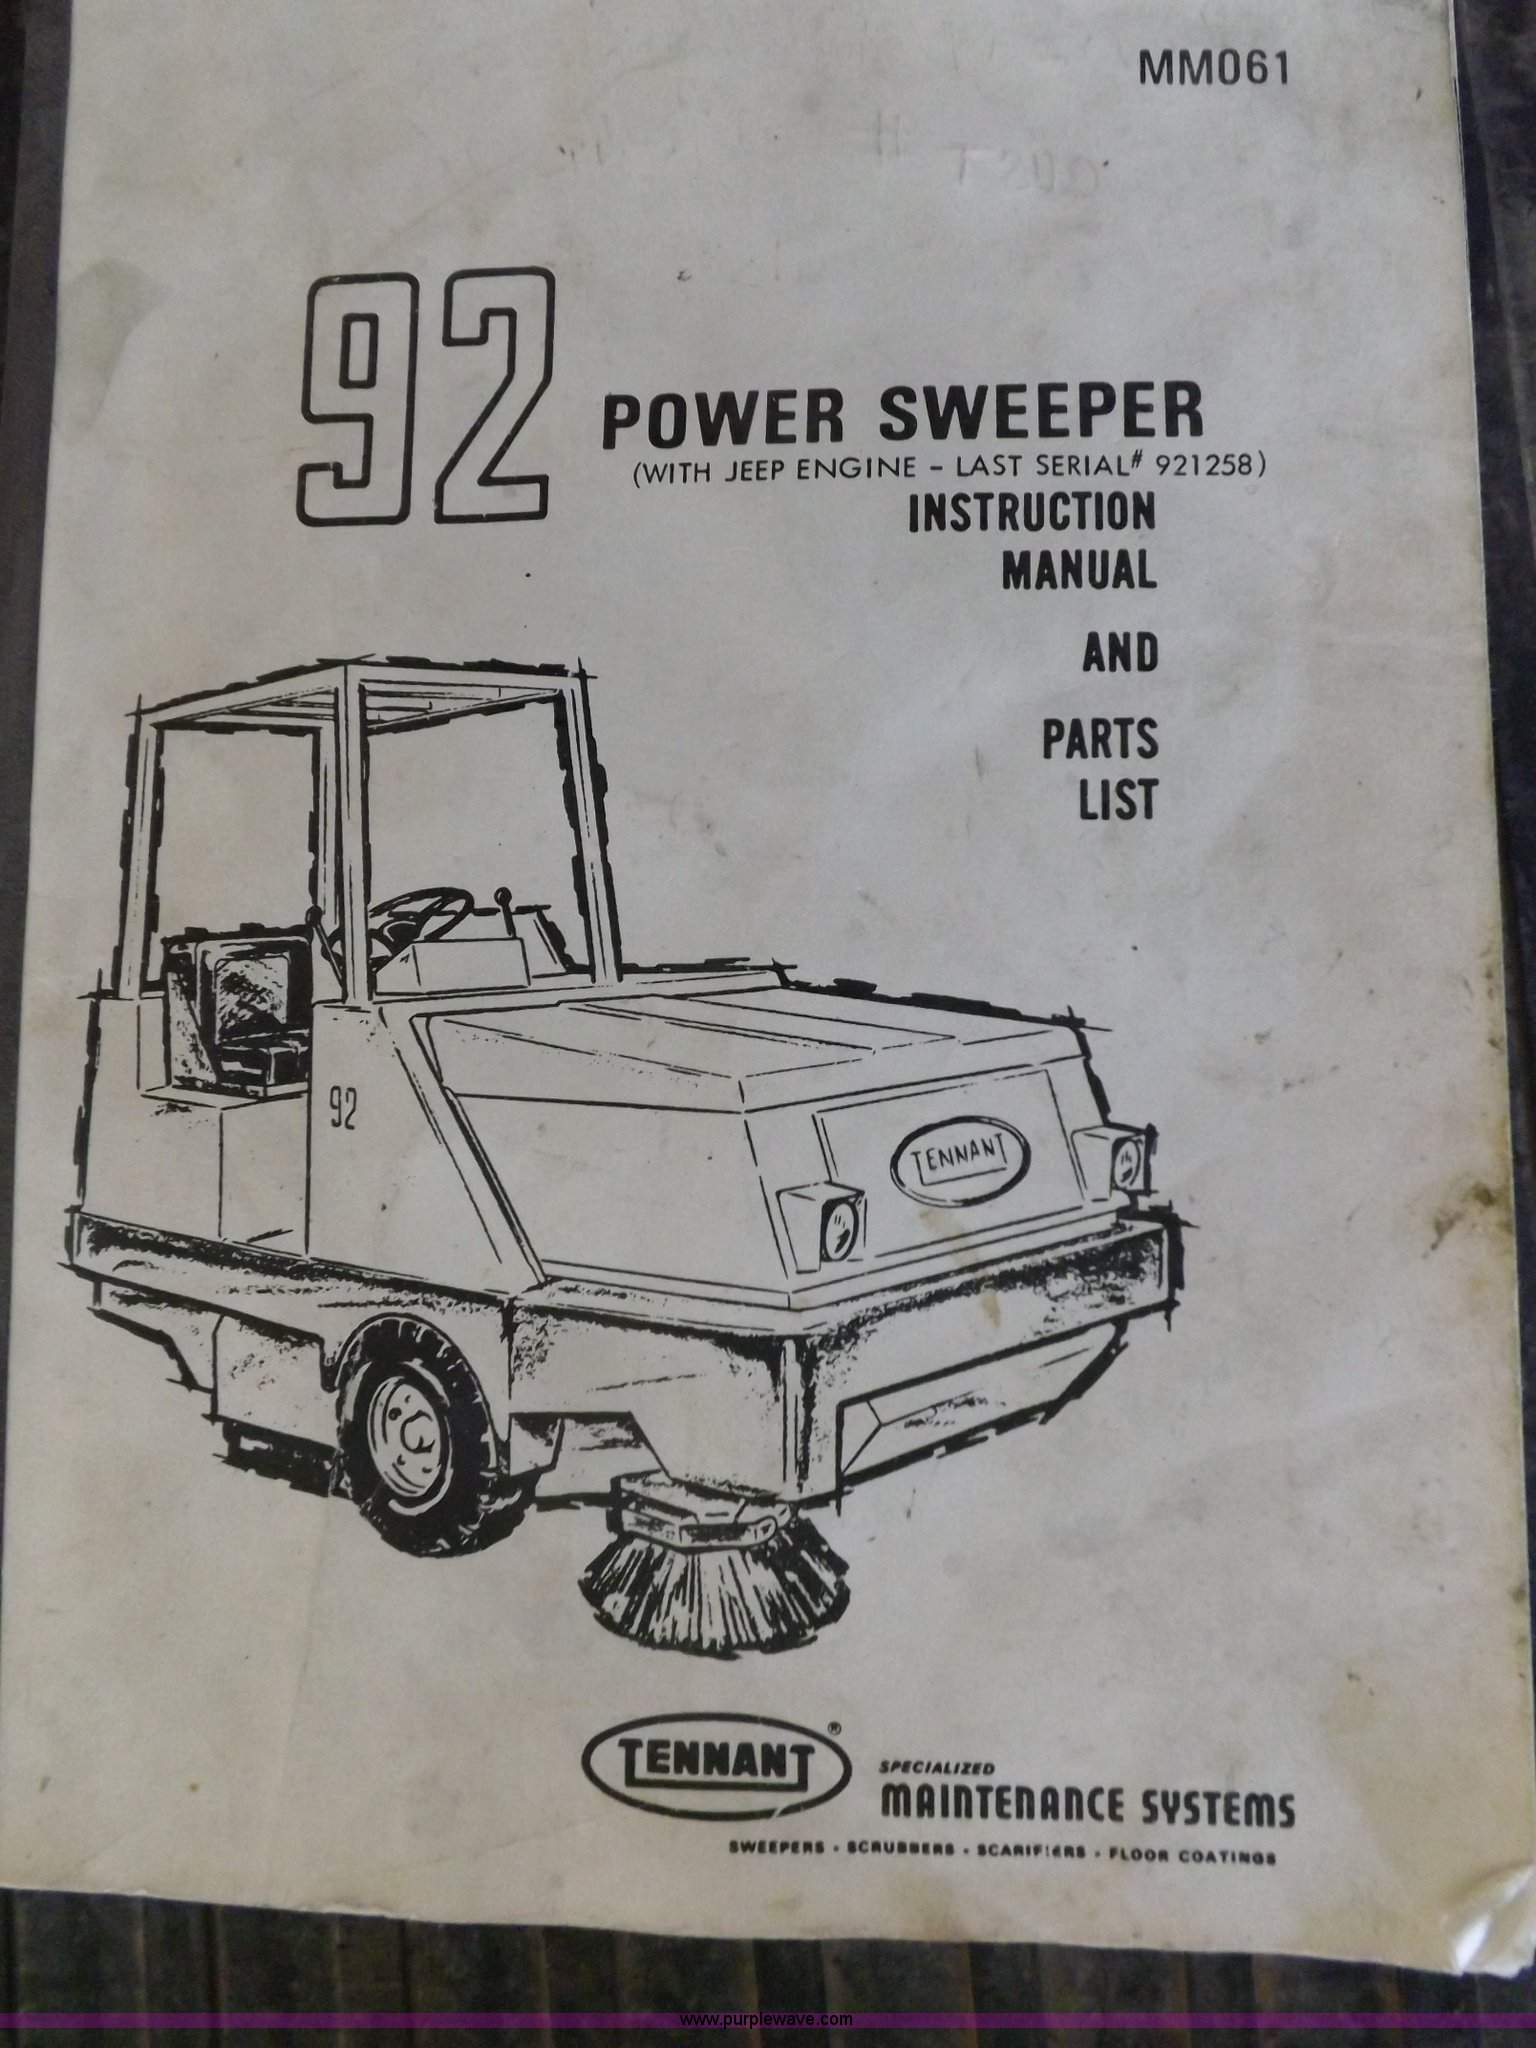 MM061
92 POWER SWEEPER
(WITH JEEP ENGINE - LAST SERIAL# 921258)
INSTRUCTION
MANUAL
AND
PARTS
LIST
92
TENNANT
TENNANT®
SPECIALIZED
MAINTENANCE SYSTEMS
SWEEPERS • SCRUBBERS • SCARIFIERS • FLOOR COATINGS
www.purplewave.com